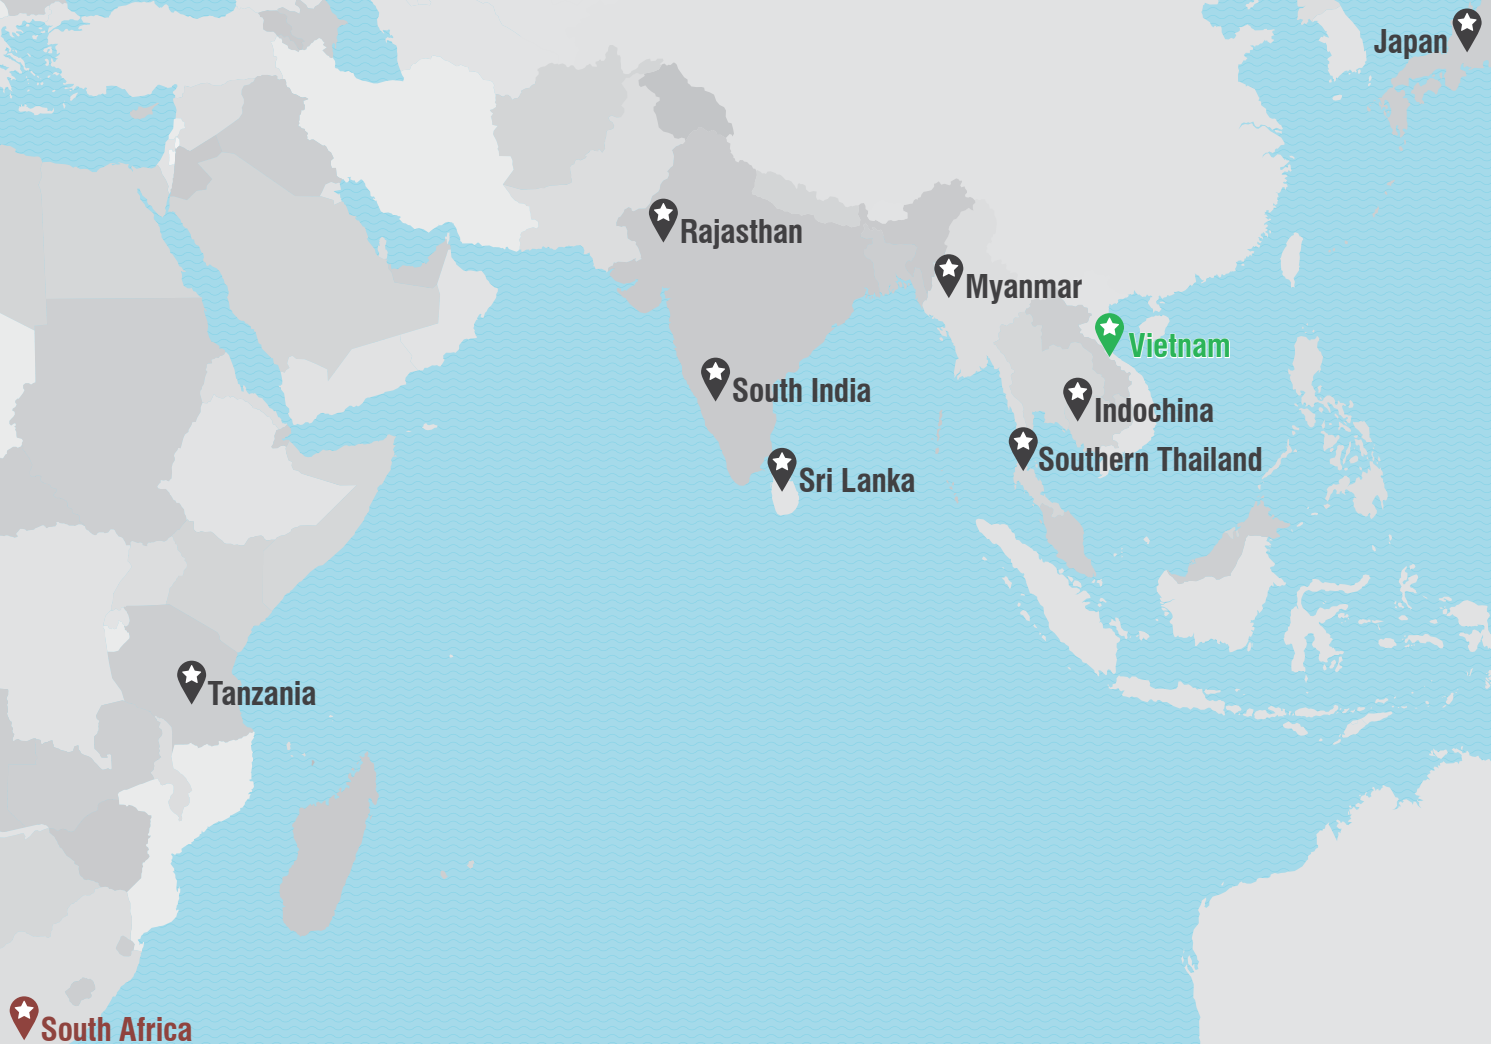 Japan
Rajasthan
Myanmar
Vietnam
South India
Indochina
Southern Thailand
Sri Lanka
Tanzania
South Africa